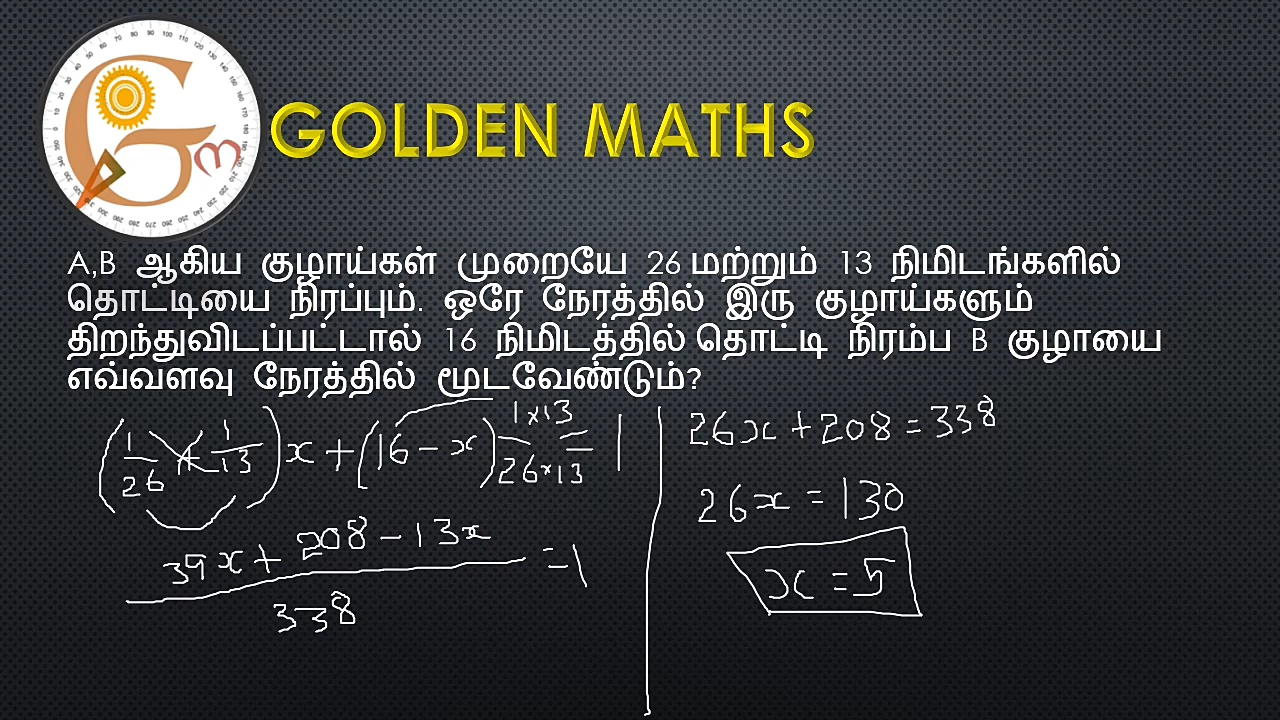 GOLDEN MATHS
A,B ஆகிய குழாய்கள் முறையே 26 மற்றும் 13 நிமிடங்களில்
தொட்டியை நிரப்பும். ஒரே நேரத்தில் இரு குழாய்களும்
திறந்துவிடப்பட்டால் 16 நிமிடத்தில் தொட்டி நிரம்ப B குழாயை
எவ்வளவு நேரத்தில் மூடவேண்டும்?
(1/26 + 1/13)x + (16 - x) 1×13/26×13 = 1
39x + 208 - 13x / 338 = 1
26x + 208 = 338
26x = 130
x = 5